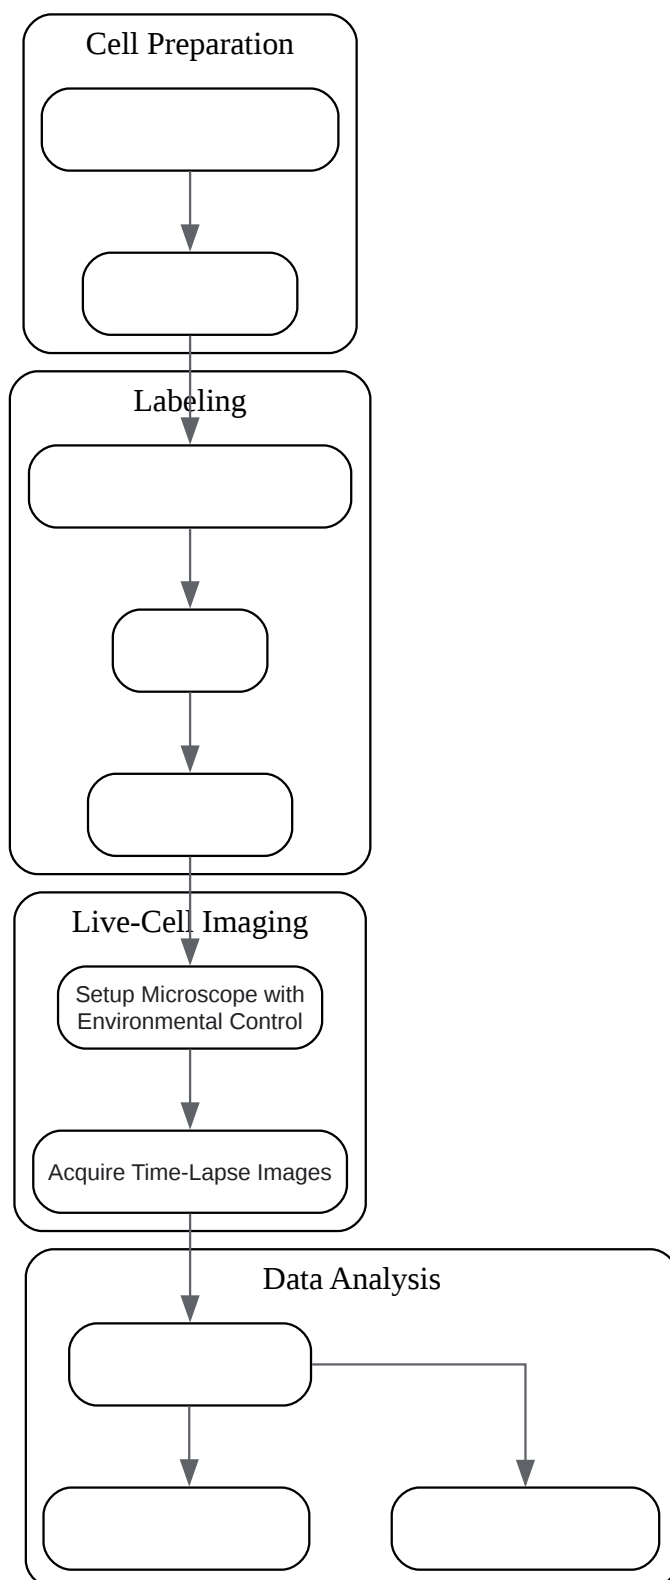 Cell Preparation
Labeling
Live-Cell Imaging
Setup Microscope with
Environmental Control
Acquire Time-Lapse Images
Data Analysis